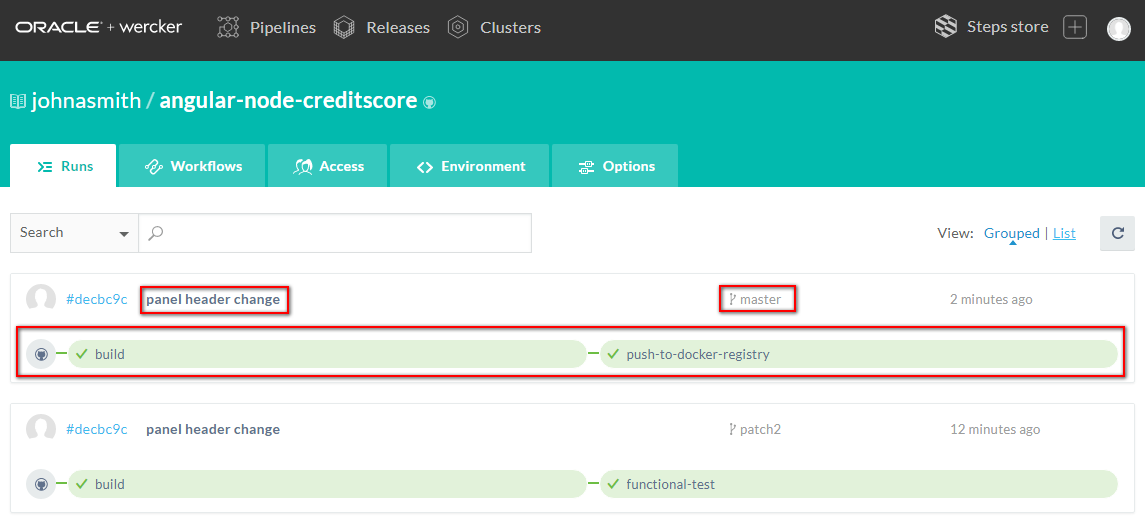 ORACLE + wercker Pipelines Releases Clusters Steps store
johnasmith / angular-node-creditscore
Runs Workflows Access Environment Options
Search View: Grouped | List
#decbc9c panel header change master 2 minutes ago
build push-to-docker-registry
#decbc9c panel header change patch2 12 minutes ago
build functional-test